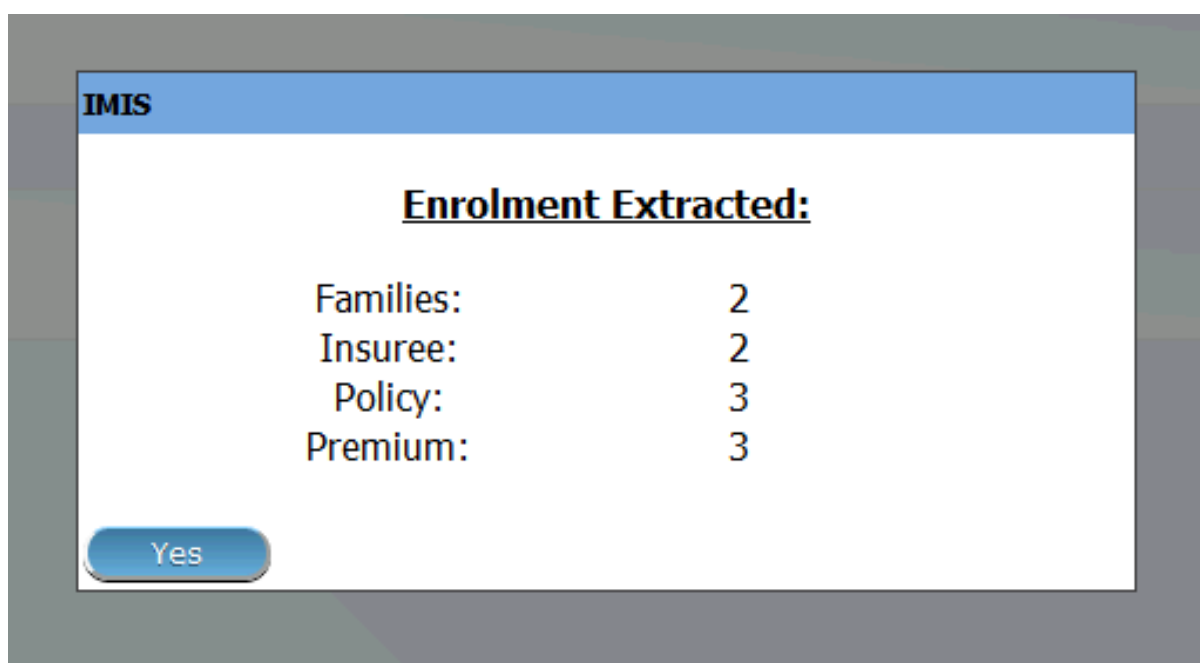 IMIS
Enrolment Extracted:
Families: 2
Insuree: 2
Policy: 3
Premium: 3
Yes